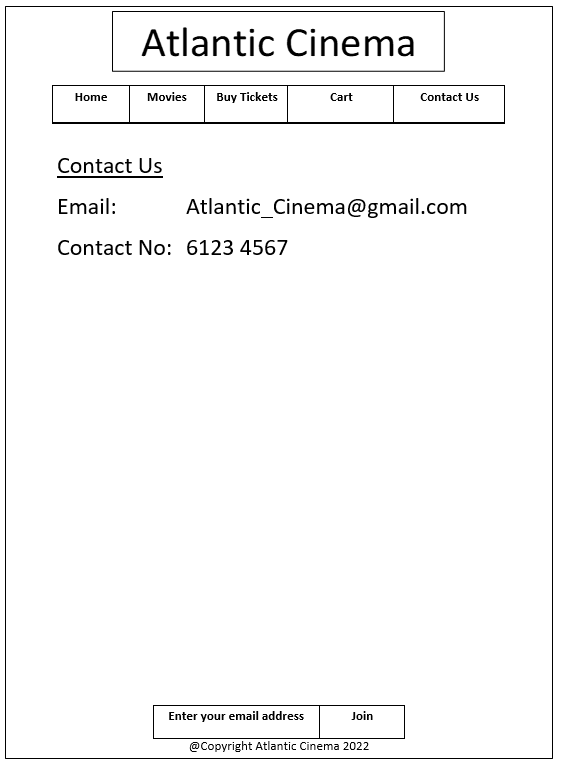 Atlantic Cinema
Home Movies Buy Tickets Cart Contact Us
Contact Us
Email: Atlantic_Cinema@gmail.com
Contact No: 6123 4567
Enter your email address Join
@Copyright Atlantic Cinema 2022